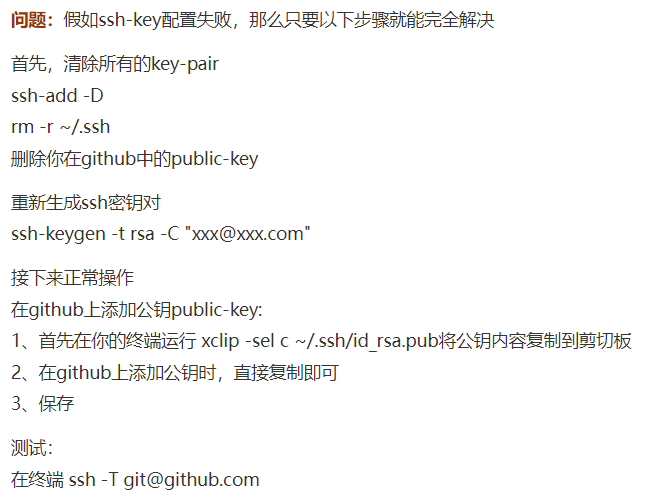 问题：假如ssh-key配置失败，那么只要以下步骤就能完全解决
首先，清除所有的key-pair
ssh-add -D
rm -r ~/.ssh
删除你在github中的public-key
重新生成ssh密钥对
ssh-keygen -t rsa -C "xxx@xxx.com"
接下来正常操作
在github上添加公钥public-key:
1、首先在你的终端运行 xclip -sel c ~/.ssh/id_rsa.pub将公钥内容复制到剪切板
2、在github上添加公钥时，直接复制即可
3、保存
测试：
在终端 ssh -T git@github.com